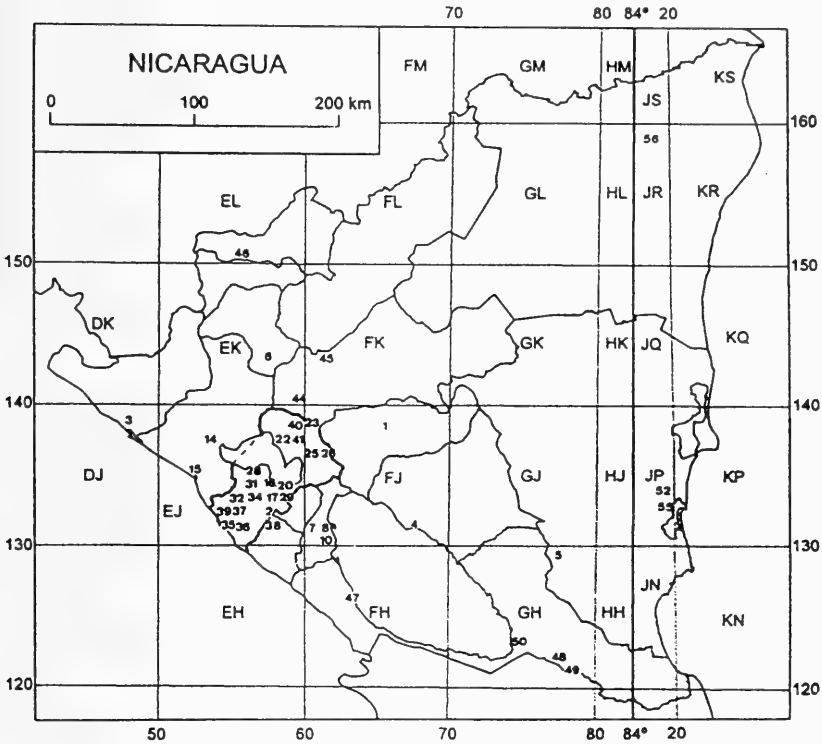 70 80 84° 20
NICARAGUA FM GM HM KS
0 100 200 km JS
160 160
56
EL FL GL HL JR KR
46
150 150
DK EK FK GK HK JQ KQ
6 45
44
140 140
3 40 23 1
14 22 41
25 26
DJ 15 28 FJ GJ HJ JP KP
31 18 20 52
EJ 32 34 17 29 55
39 37 2 7 8 4
35 36 38
130 10 5 130
JN
EH 47 FH GH HH KN
50 48
49
120 120
50 60 70 80 84° 20